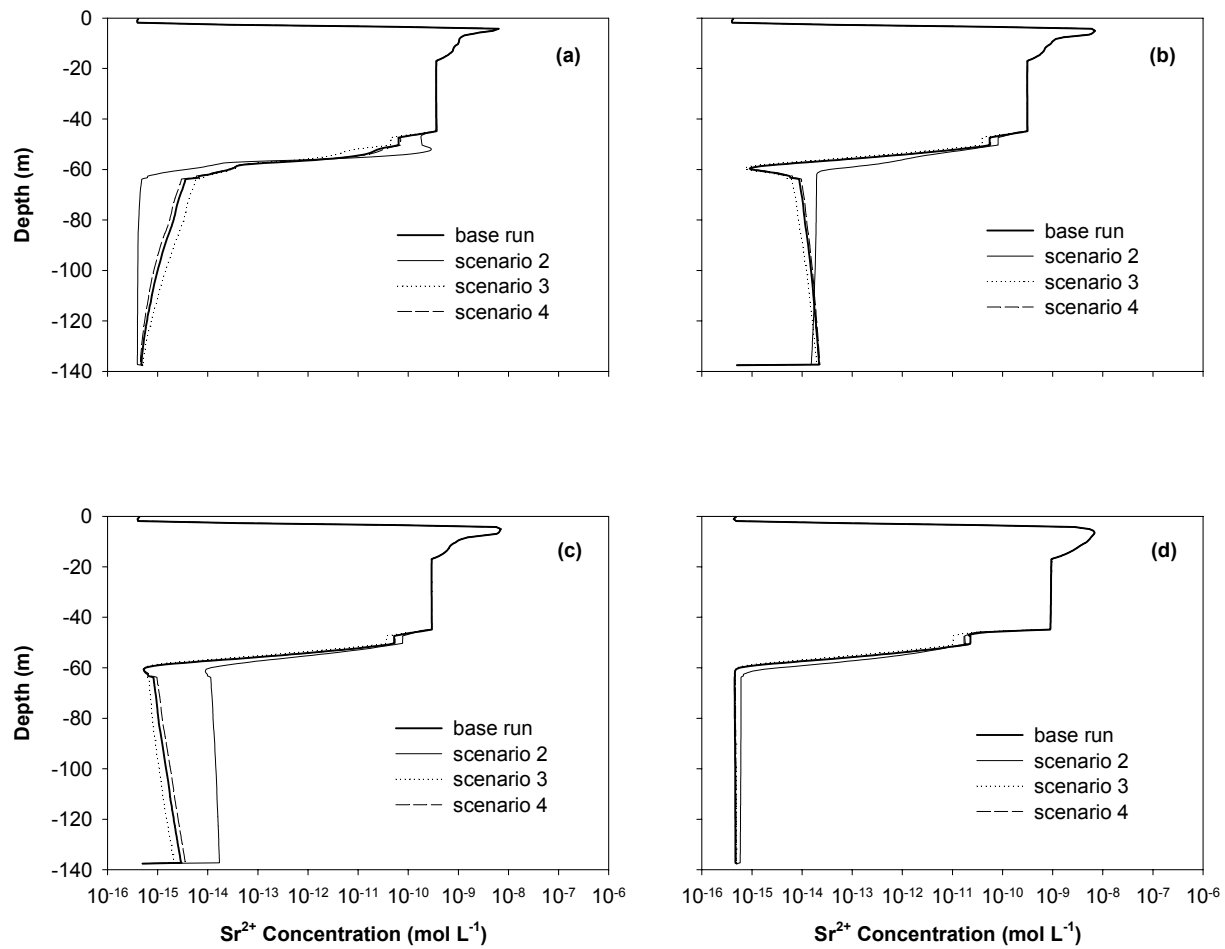 0
-20
-40
-60
-80
-100
-120
-140
Depth (m)
(a)
base run
scenario 2
scenario 3
scenario 4
(b)
base run
scenario 2
scenario 3
scenario 4
0
-20
-40
-60
-80
-100
-120
-140
Depth (m)
(c)
base run
scenario 2
scenario 3
scenario 4
10⁻¹⁶ 10⁻¹⁵ 10⁻¹⁴ 10⁻¹³ 10⁻¹² 10⁻¹¹ 10⁻¹⁰ 10⁻⁹ 10⁻⁸ 10⁻⁷ 10⁻⁶
Sr²⁺ Concentration (mol L⁻¹)
(d)
base run
scenario 2
scenario 3
scenario 4
10⁻¹⁶ 10⁻¹⁵ 10⁻¹⁴ 10⁻¹³ 10⁻¹² 10⁻¹¹ 10⁻¹⁰ 10⁻⁹ 10⁻⁸ 10⁻⁷ 10⁻⁶
Sr²⁺ Concentration (mol L⁻¹)